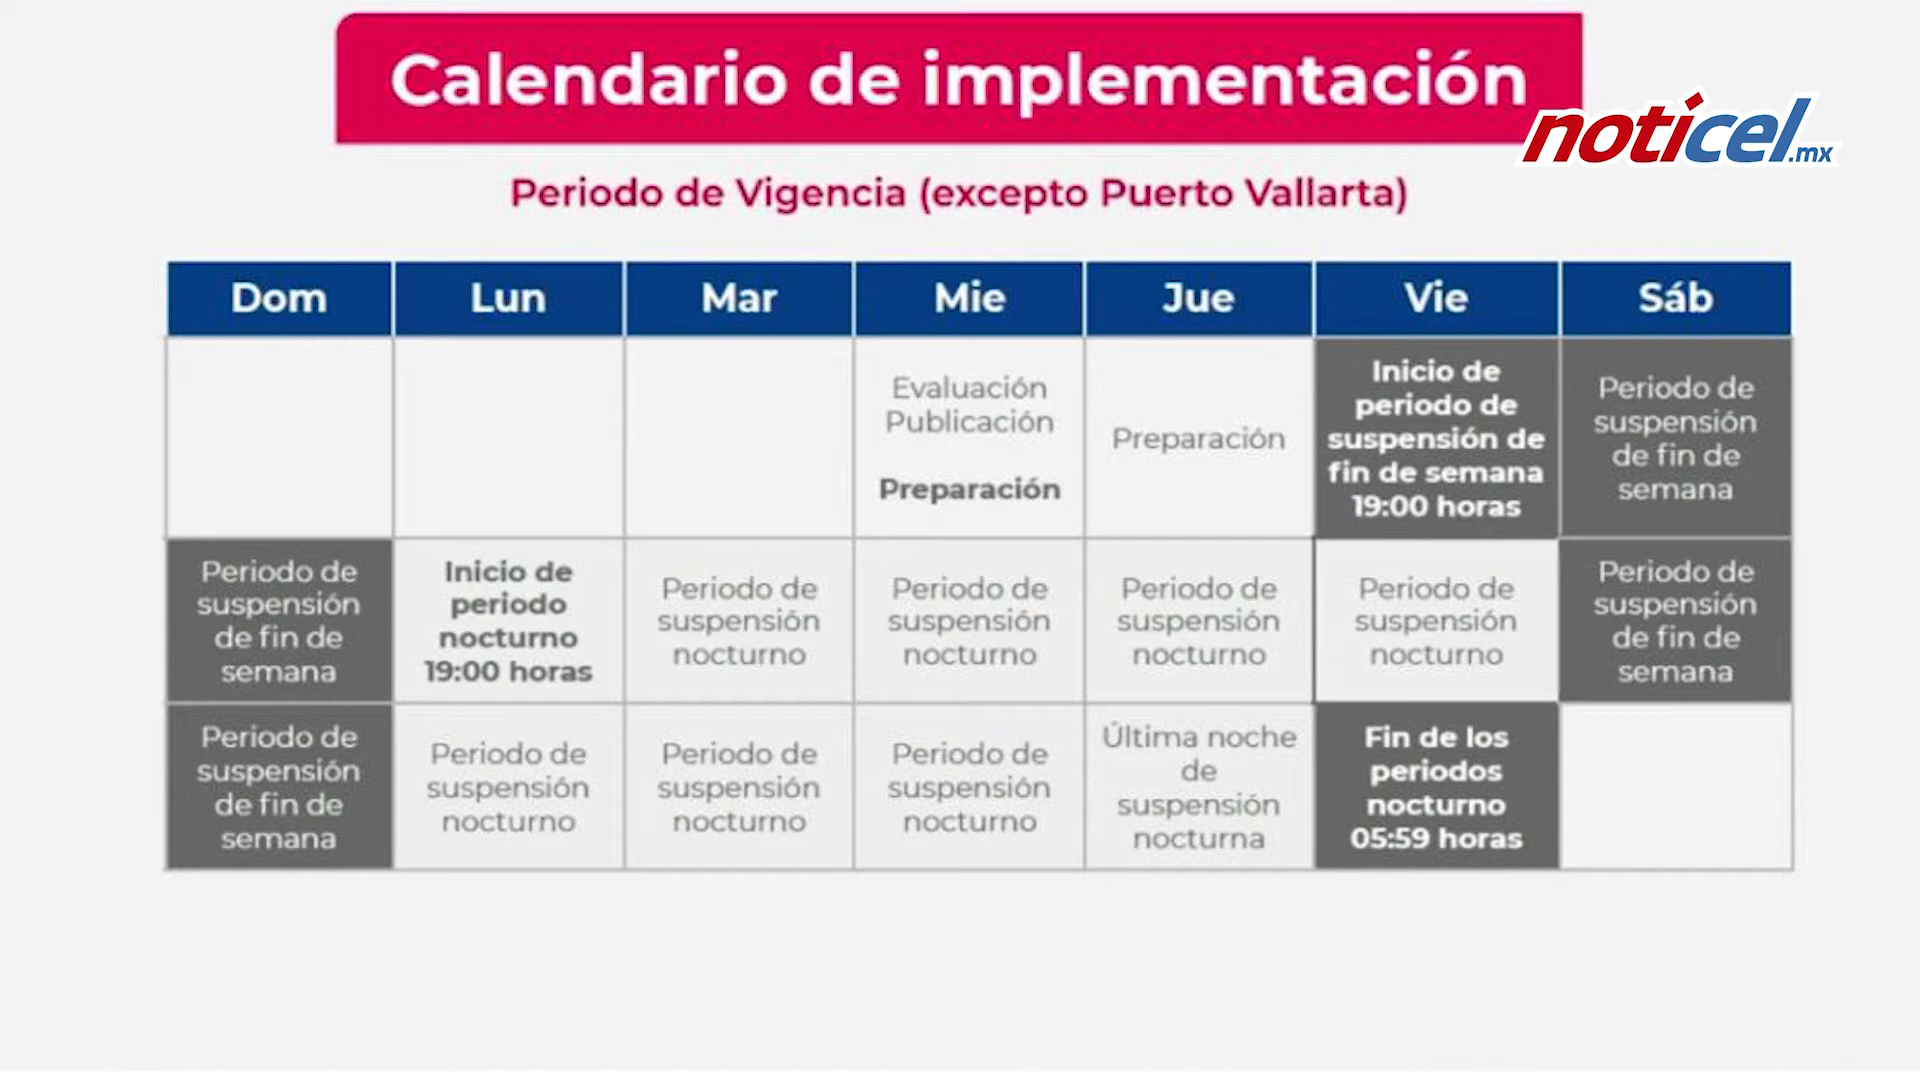 Calendario de implementación
notícel.mx
Periodo de Vigencia (excepto Puerto Vallarta)
Dom
Lun
Mar
Mie
Jue
Vie
Sáb
Evaluación
Publicación
Preparación
Preparación
Inicio de
periodo de
suspensión de
fin de semana
19:00 horas
Periodo de
suspensión
de fin de
semana
Periodo de
suspensión
de fin de
semana
Inicio de
periodo
nocturno
19:00 horas
Periodo de
suspensión
nocturno
Periodo de
suspensión
nocturno
Periodo de
suspensión
nocturno
Periodo de
suspensión
nocturno
Periodo de
suspensión
de fin de
semana
Periodo de
suspensión
de fin de
semana
Periodo de
suspensión
nocturno
Periodo de
suspensión
nocturno
Periodo de
suspensión
nocturno
Última noche
de
suspensión
nocturna
Fin de los
periodos
nocturno
05:59 horas